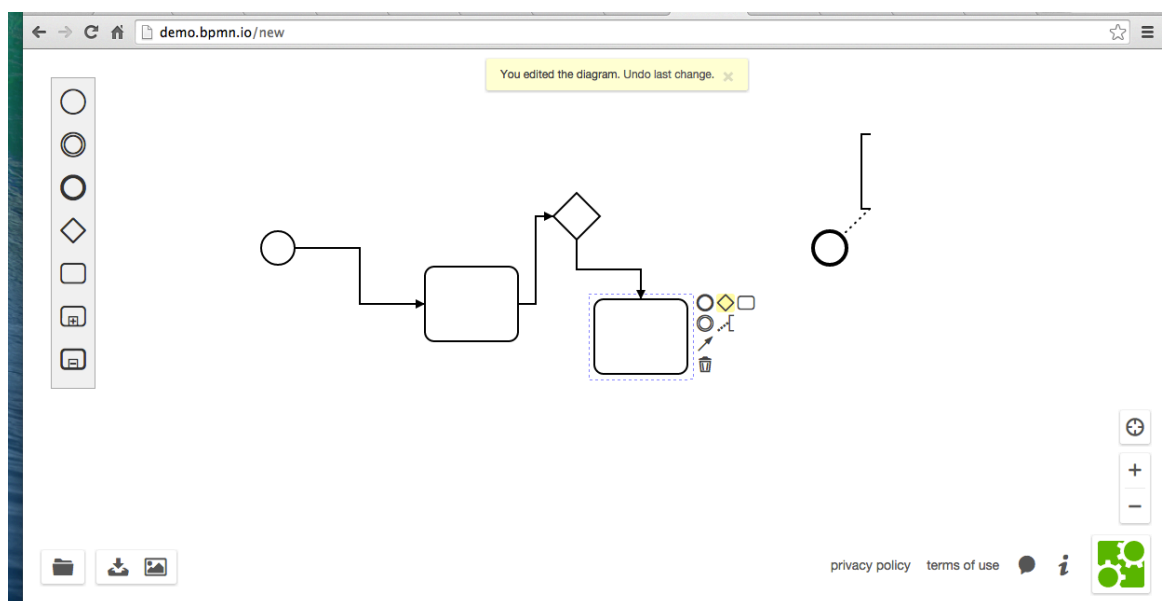 demo.bpmn.io/new
You edited the diagram. Undo last change.
privacy policy terms of use